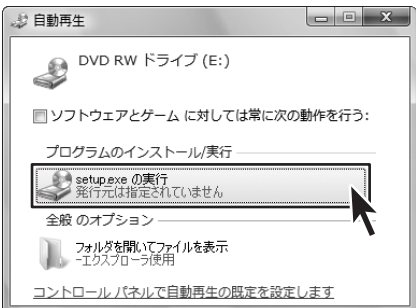 自動再生
DVD RW ドライブ (E:)
ソフトウェアとゲーム に対しては常に次の動作を行う:
プログラムのインストール/実行
setup.exe の実行
発行元は指定されていません
全般 のオプション
フォルダを開いてファイルを表示
-エクスプローラ使用
コントロール パネルで自動再生の既定を設定します